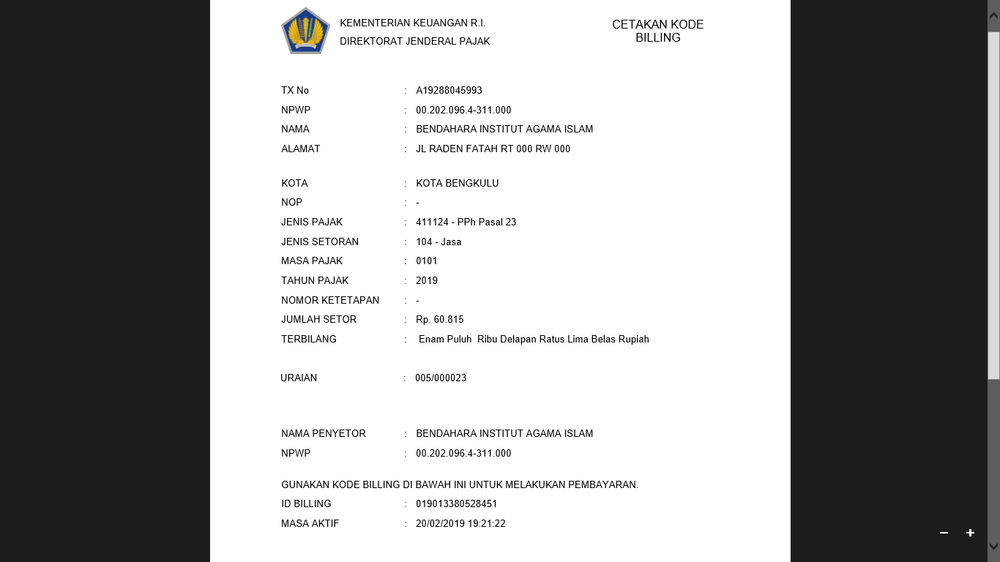 KEMENTERIAN KEUANGAN R.I.
DIREKTORAT JENDERAL PAJAK
CETAKAN KODE
BILLING
TX No : A19288045993
NPWP : 00.202.096.4-311.000
NAMA : BENDAHARA INSTITUT AGAMA ISLAM
ALAMAT : JL RADEN FATAH RT 000 RW 000
KOTA : KOTA BENGKULU
NOP : -
JENIS PAJAK : 411124 - PPh Pasal 23
JENIS SETORAN : 104 - Jasa
MASA PAJAK : 0101
TAHUN PAJAK : 2019
NOMOR KETETAPAN : -
JUMLAH SETOR : Rp. 60.815
TERBILANG : Enam Puluh Ribu Delapan Ratus Lima Belas Rupiah
URAIAN : 005/000023
NAMA PENYETOR : BENDAHARA INSTITUT AGAMA ISLAM
NPWP : 00.202.096.4-311.000
GUNAKAN KODE BILLING DI BAWAH INI UNTUK MELAKUKAN PEMBAYARAN.
ID BILLING : 019013380528451
MASA AKTIF : 20/02/2019 19:21:22